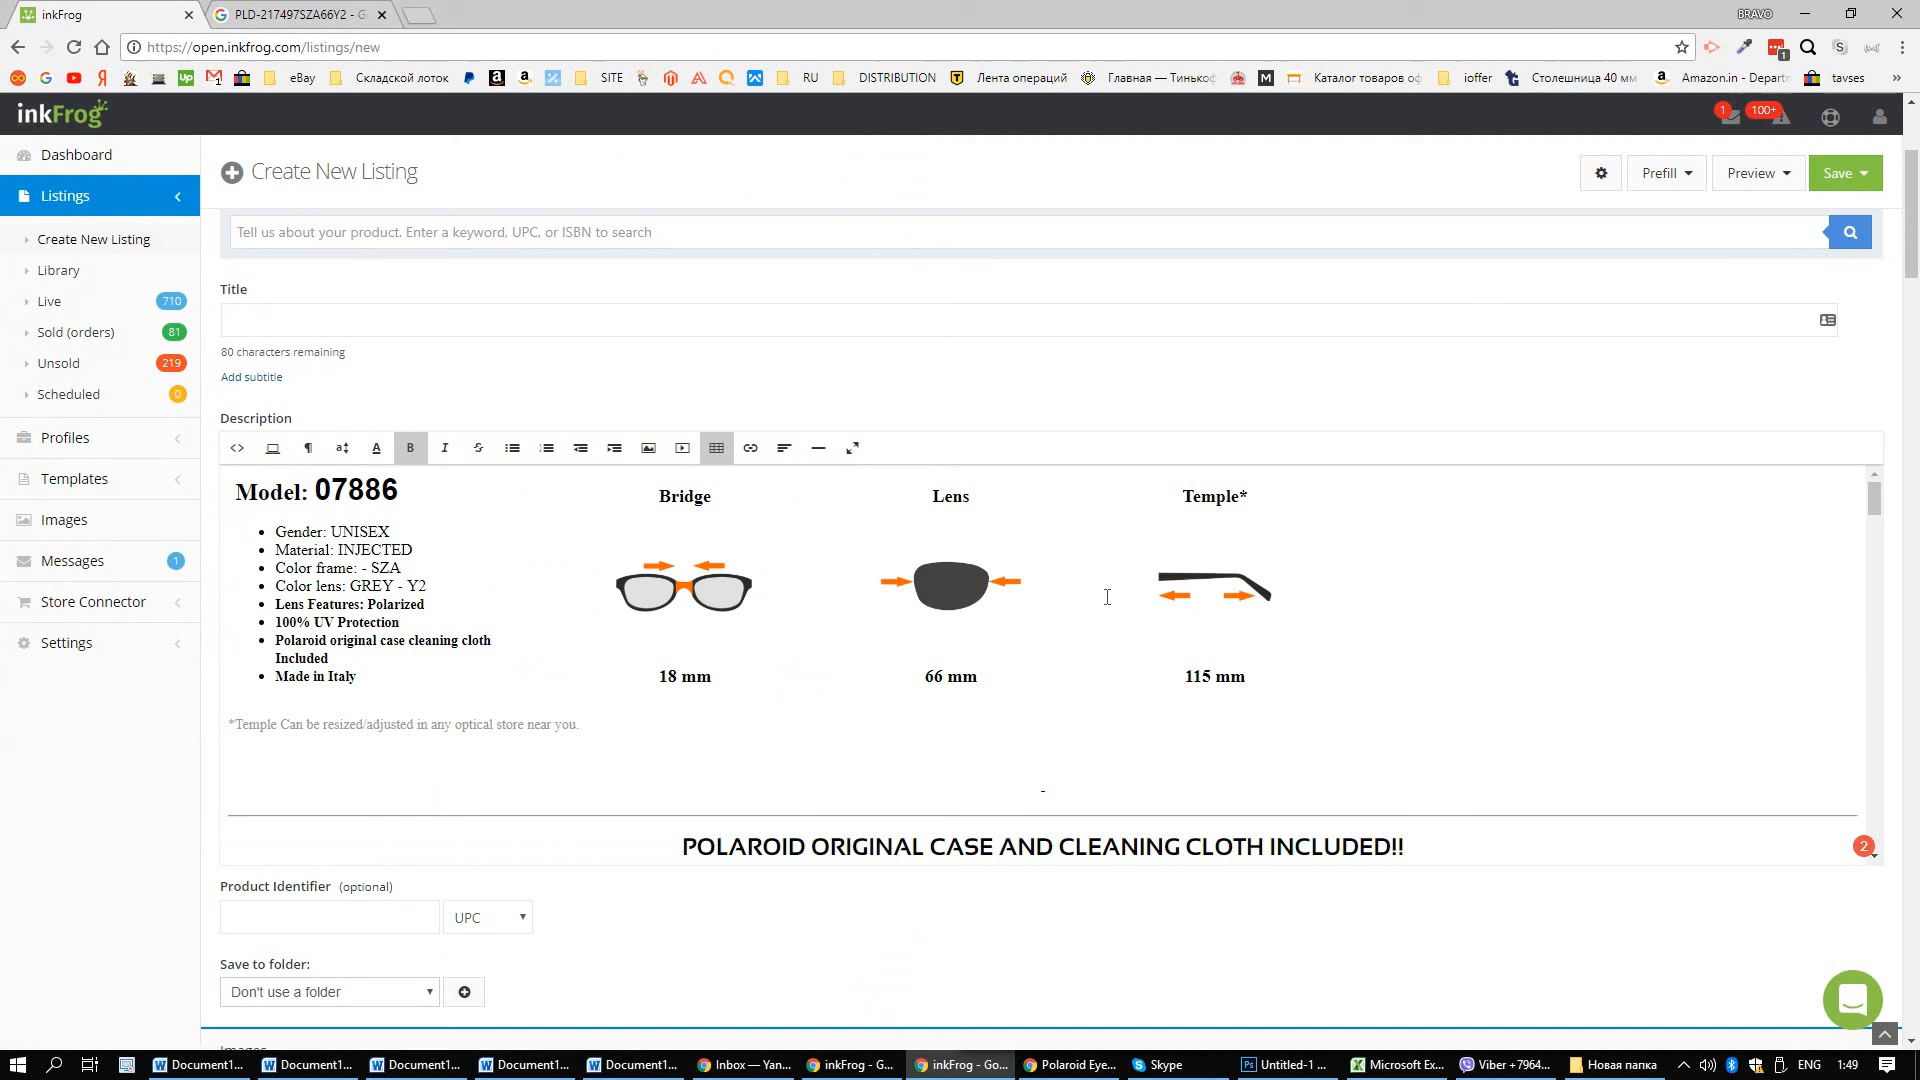 inkFrog
PLD-217497SZA66Y2 - G
BRAVO
https://open.inkfrog.com/listings/new
1
eBay
Складской лоток
SITE
RU
DISTRIBUTION
Лента операций
Главная — Тинько
Каталог товаров о
ioffer
Столешница 40 мм
Amazon.in - Depart
tavses
»
inkFrog
1
100+
Dashboard
Listings
Create New Listing
Library
Live 710
Sold (orders) 81
Unsold 219
Scheduled 0
Profiles
Templates
Images
Messages 1
Store Connector
Settings
Create New Listing
Prefill
Preview
Save
Tell us about your product. Enter a keyword, UPC, or ISBN to search
Title
80 characters remaining
Add subtitle
Description
Model: 07886
Gender: UNISEX
Material: INJECTED
Color frame: - SZA
Color lens: GREY - Y2
Lens Features: Polarized
100% UV Protection
Polaroid original case cleaning cloth
Included
Made in Italy
Bridge
Lens
Temple*
18 mm
66 mm
115 mm
*Temple Can be resized/adjusted in any optical store near you.
-
POLAROID ORIGINAL CASE AND CLEANING CLOTH INCLUDED!!
2
Product Identifier (optional)
UPC
Save to folder:
Don't use a folder
Document1...
Document1...
Document1...
Document1...
Document1...
Inbox — Yan...
inkFrog - G...
inkFrog - Go...
Polaroid Eye...
Skype
Untitled-1 ...
Microsoft Ex...
Viber +7964...
Новая папка
ENG
1:49